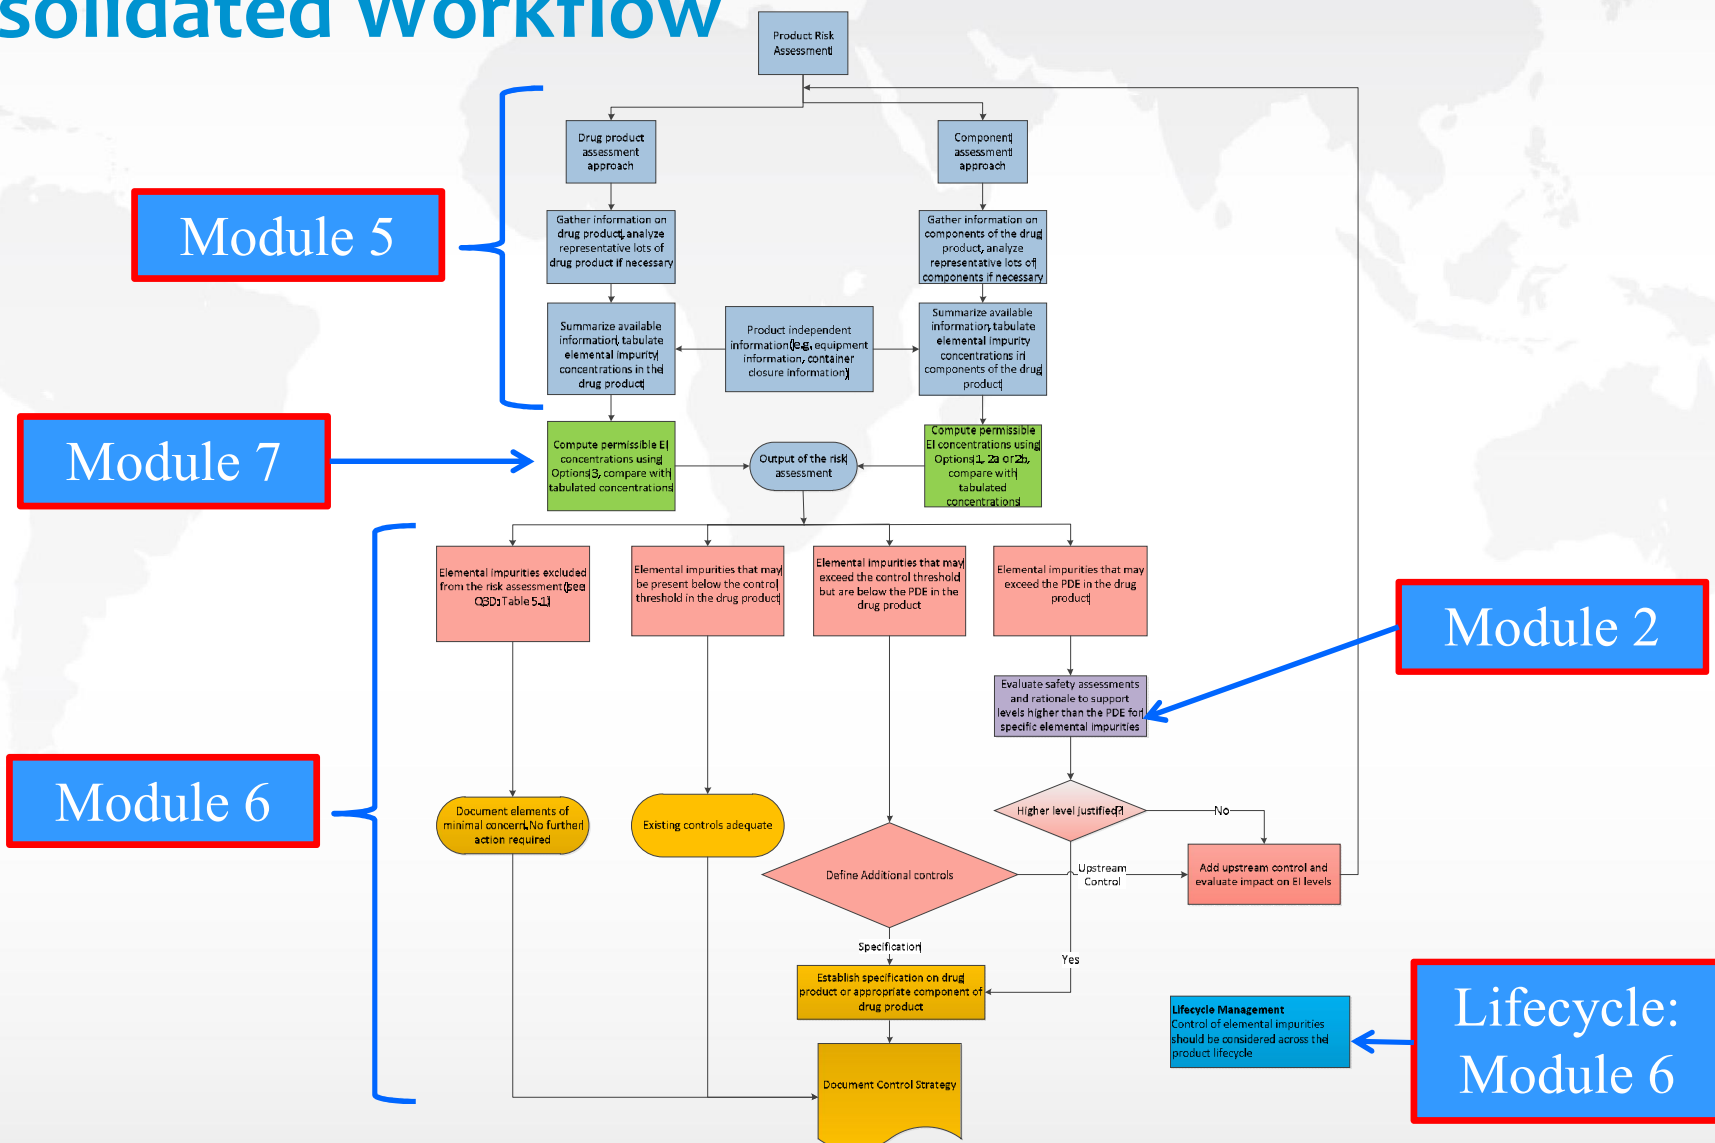 solidated Workflow
Product Risk
Assessment
Drug product
assessment
approach
Component
assessment
approach
Module 5
Gather information on
drug product, analyze
representative lots of
drug product if necessary
Gather information on
components of the drug
product, analyze
representative lots of
components if necessary
Summarize available
information, tabulate
elemental impurity
concentrations in the
drug product
Product independent
information (e.g, equipment
information, container
closure information)
Summarize available
information, tabulate
elemental impurity
concentrations in
components of the drug
product
Module 7
Compute permissible EI
concentrations using
Options 3, compare with
tabulated concentrations
Output of the risk
assessment
Compute permissible
EI concentrations using
Options 1, 2a or 2b,
compare with
tabulated
concentrations
Elemental impurities excluded
from the risk assessment (see
Q3D: Table 5.1)
Elemental impurities that may
be present below the control
threshold in the drug product
Elemental impurities that may
exceed the control threshold
but are below the PDE in the
drug product
Elemental impurities that may
exceed the PDE in the drug
product
Module 2
Evaluate safety assessments
and rationale to support
levels higher than the PDE for
specific elemental impurities
Module 6
Document elements of
minimal concern. No further
action required
Existing controls adequate
Higher level justified?
No
Define Additional controls
Upstream
Control
Add upstream control and
evaluate impact on EI levels
Specification
Yes
Establish specification on drug
product or appropriate component of
drug product
Lifecycle Management
Control of elemental impurities
should be considered across the
product lifecycle
Lifecycle:
Module 6
Document Control Strategy